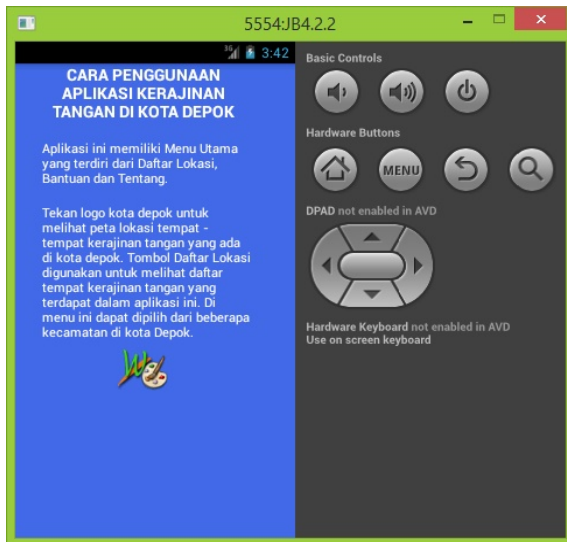 5554:JB4.2.2
3G 3:42
CARA PENGGUNAAN
APLIKASI KERAJINAN
TANGAN DI KOTA DEPOK
Aplikasi ini memiliki Menu Utama
yang terdiri dari Daftar Lokasi,
Bantuan dan Tentang.
Tekan logo kota depok untuk
melihat peta lokasi tempat -
tempat kerajinan tangan yang ada
di kota depok. Tombol Daftar Lokasi
digunakan untuk melihat daftar
tempat kerajinan tangan yang
terdapat dalam aplikasi ini. Di
menu ini dapat dipilih dari beberapa
kecamatan di kota Depok.
Basic Controls
Hardware Buttons
MENU
DPAD not enabled in AVD
Hardware Keyboard not enabled in AVD
Use on screen keyboard